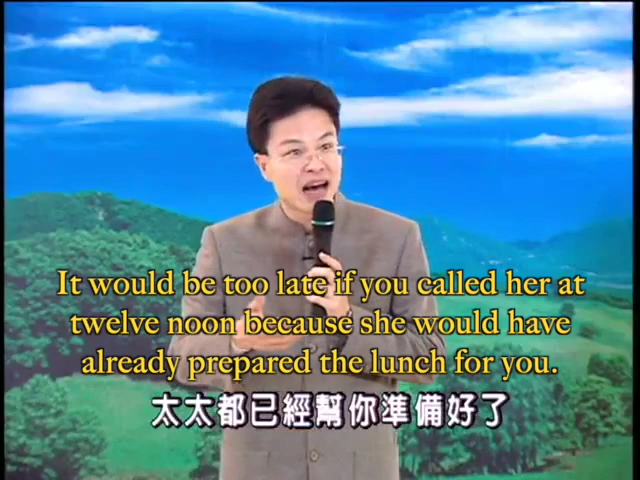 It would be too late if you called her at
twelve noon because she would have
already prepared the lunch for you.
太太都已經幫你準備好了